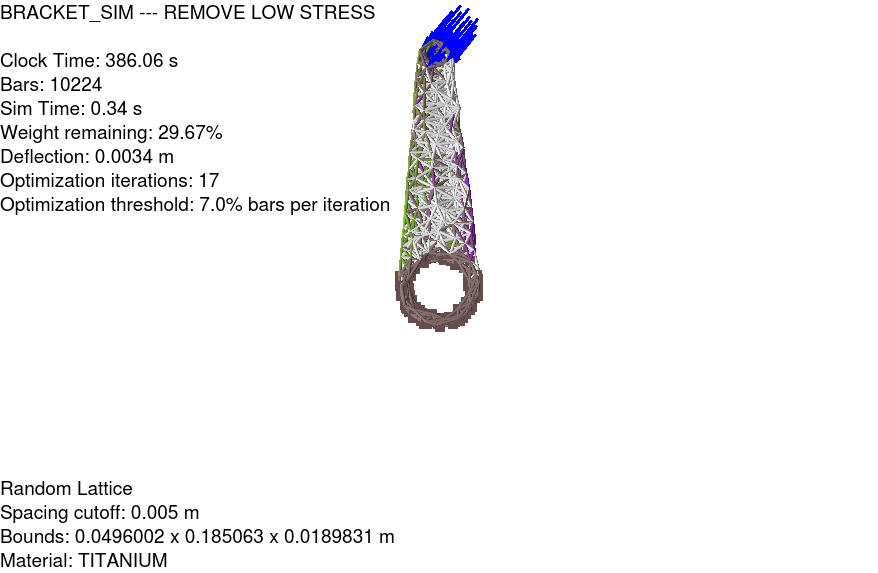 BRACKET_SIM --- REMOVE LOW STRESS
Clock Time: 386.06 s
Bars: 10224
Sim Time: 0.34 s
Weight remaining: 29.67%
Deflection: 0.0034 m
Optimization iterations: 17
Optimization threshold: 7.0% bars per iteration
Random Lattice
Spacing cutoff: 0.005 m
Bounds: 0.0496002 x 0.185063 x 0.0189831 m
Material: TITANIUM